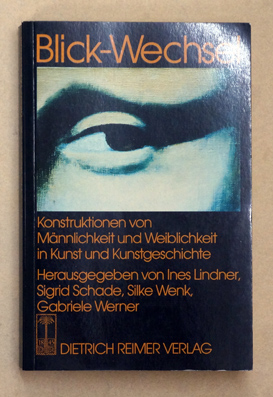 Blick-Wechsel
Konstruktionen von
Männlichkeit und Weiblichkeit
in Kunst und Kunstgeschichte
Herausgegeben von Ines Lindner,
Sigrid Schade, Silke Wenk,
Gabriele Werner
DIETRICH REIMER VERLAG